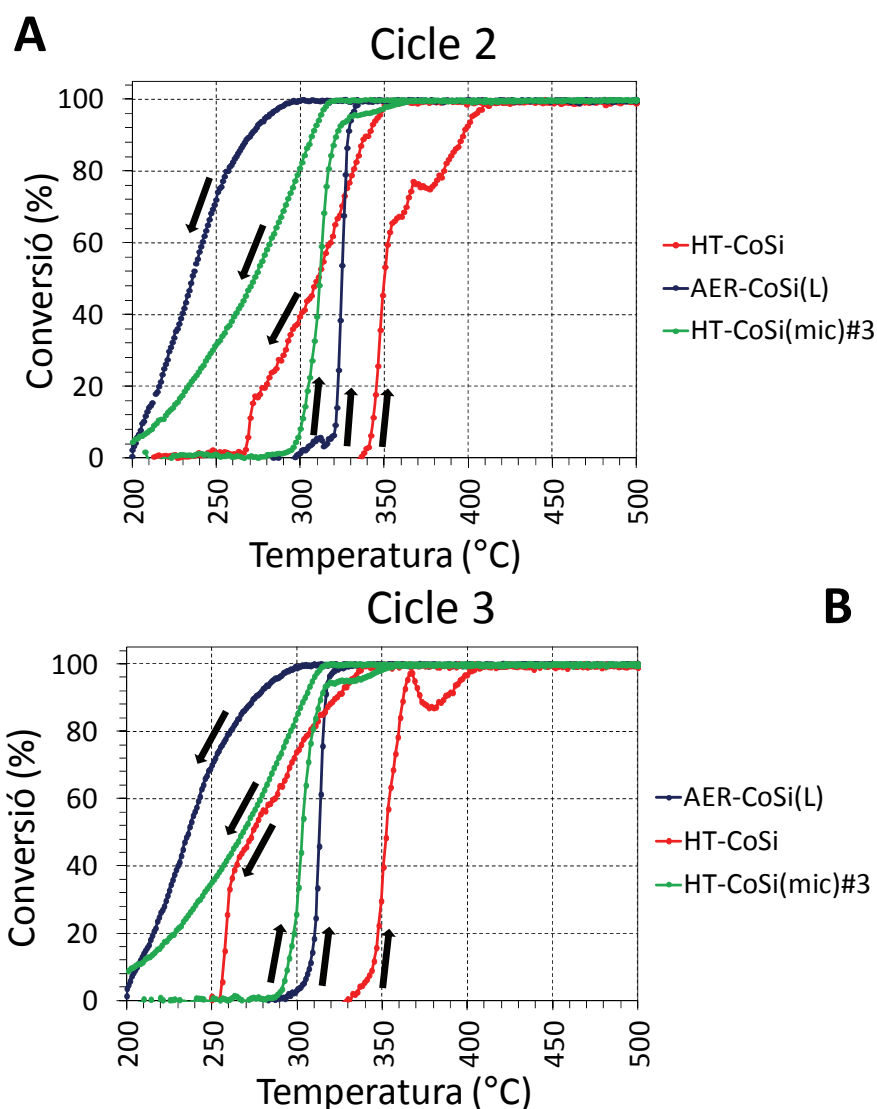 A
Cicle 2
Conversió (%)
100
80
60
40
20
0
200
250
300
350
400
450
500
Temperatura (°C)
HT-CoSi
AER-CoSi(L)
HT-CoSi(mic)#3
Cicle 3
B
Conversió (%)
100
80
60
40
20
0
200
250
300
350
400
450
500
Temperatura (°C)
AER-CoSi(L)
HT-CoSi
HT-CoSi(mic)#3